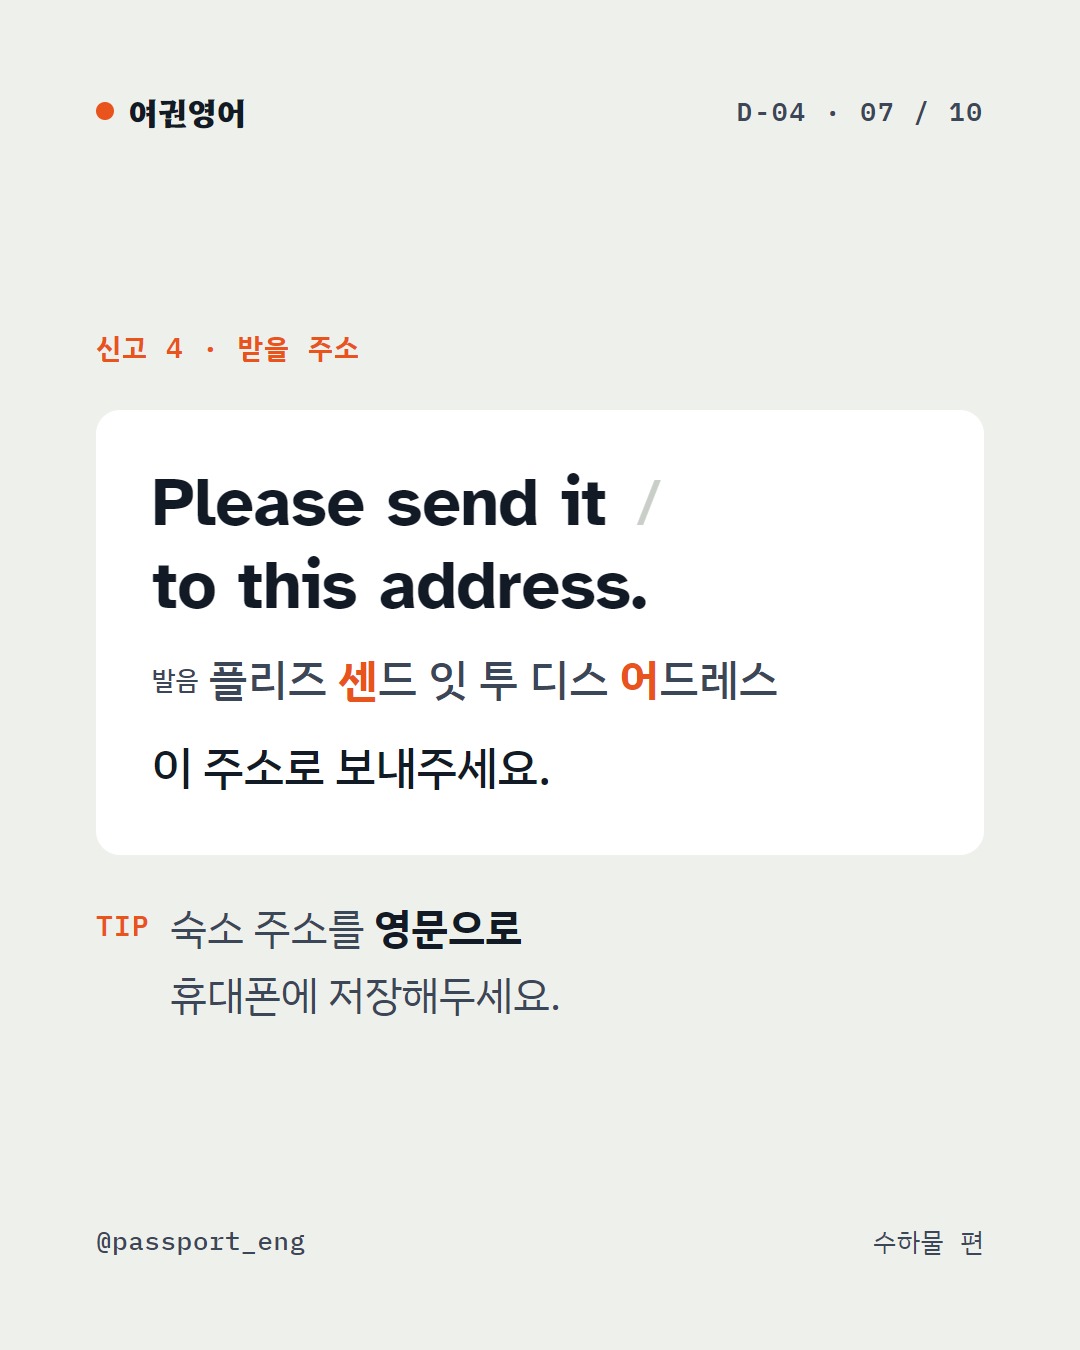 여권영어
D-04 · 07 / 10
신고 4 · 받을 주소
Please send it /
to this address.
발음 플리즈 센드 잇 투 디스 어드레스
이 주소로 보내주세요.
TIP 숙소 주소를 영문으로
휴대폰에 저장해두세요.
@passport_eng
수하물 편